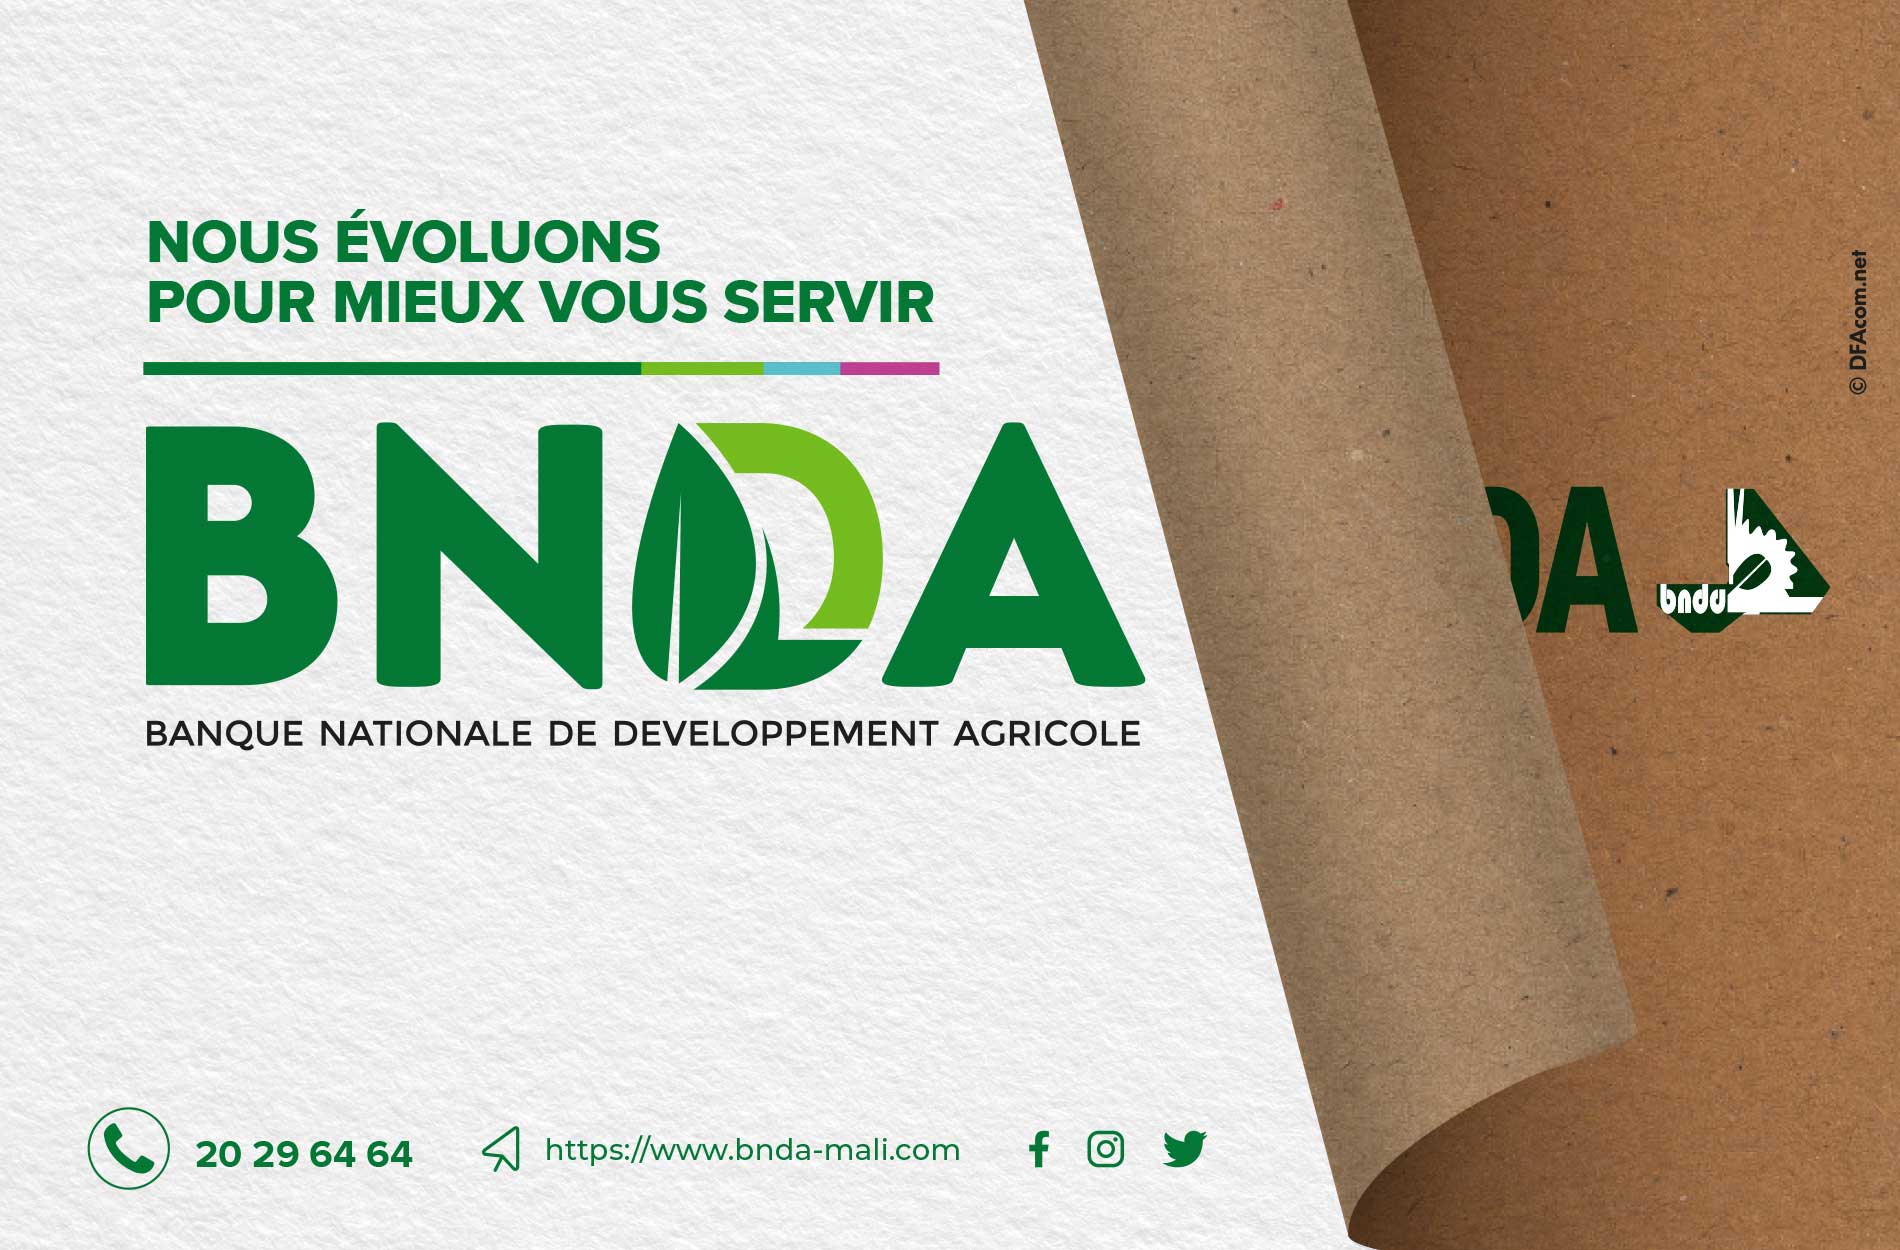 NOUS ÉVOLUONS
POUR MIEUX VOUS SERVIR
BNDA
BANQUE NATIONALE DE DEVELOPPEMENT AGRICOLE
DA
bnda
© DFAcom.net
20 29 64 64
https://www.bnda-mali.com